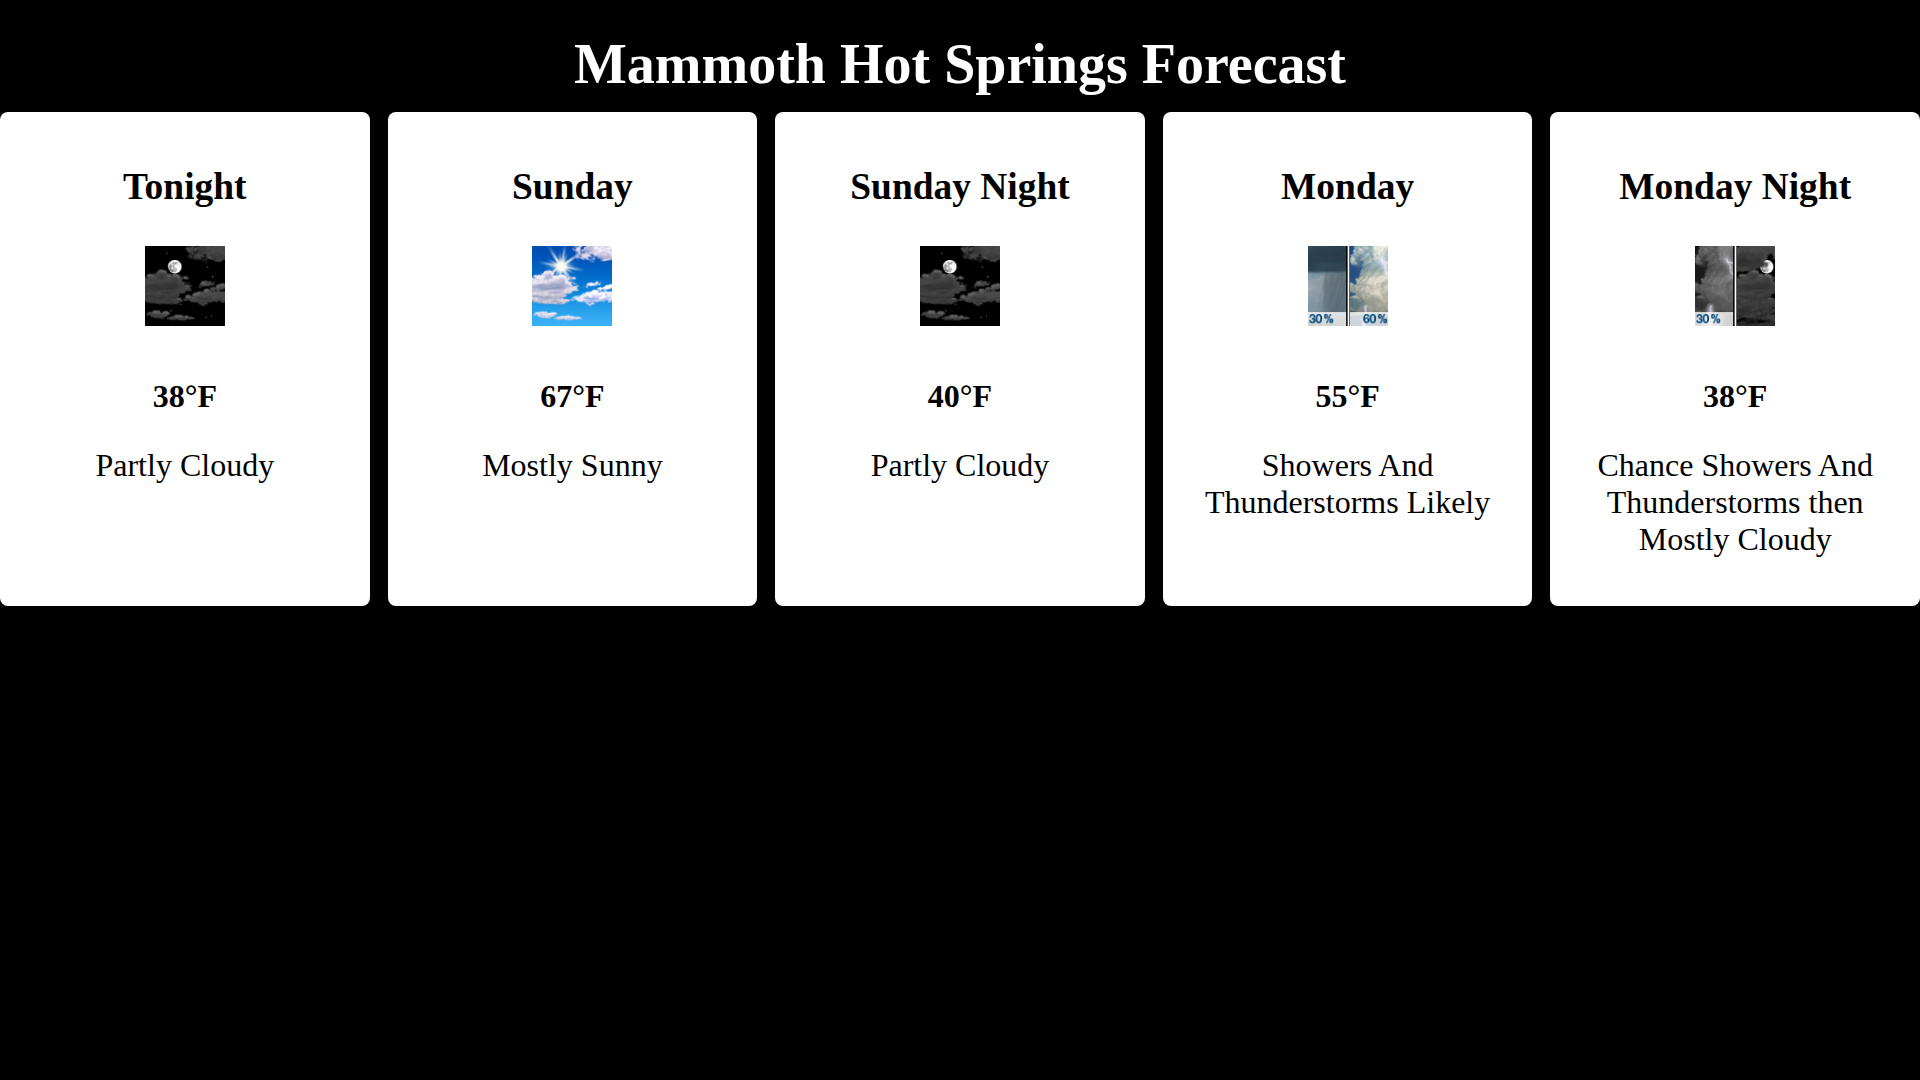 Mammoth Hot Springs Forecast
Tonight
38°F
Partly Cloudy
Sunday
67°F
Mostly Sunny
Sunday Night
40°F
Partly Cloudy
Monday
30%
60%
55°F
Showers And
Thunderstorms Likely
Monday Night
30%
38°F
Chance Showers And
Thunderstorms then
Mostly Cloudy